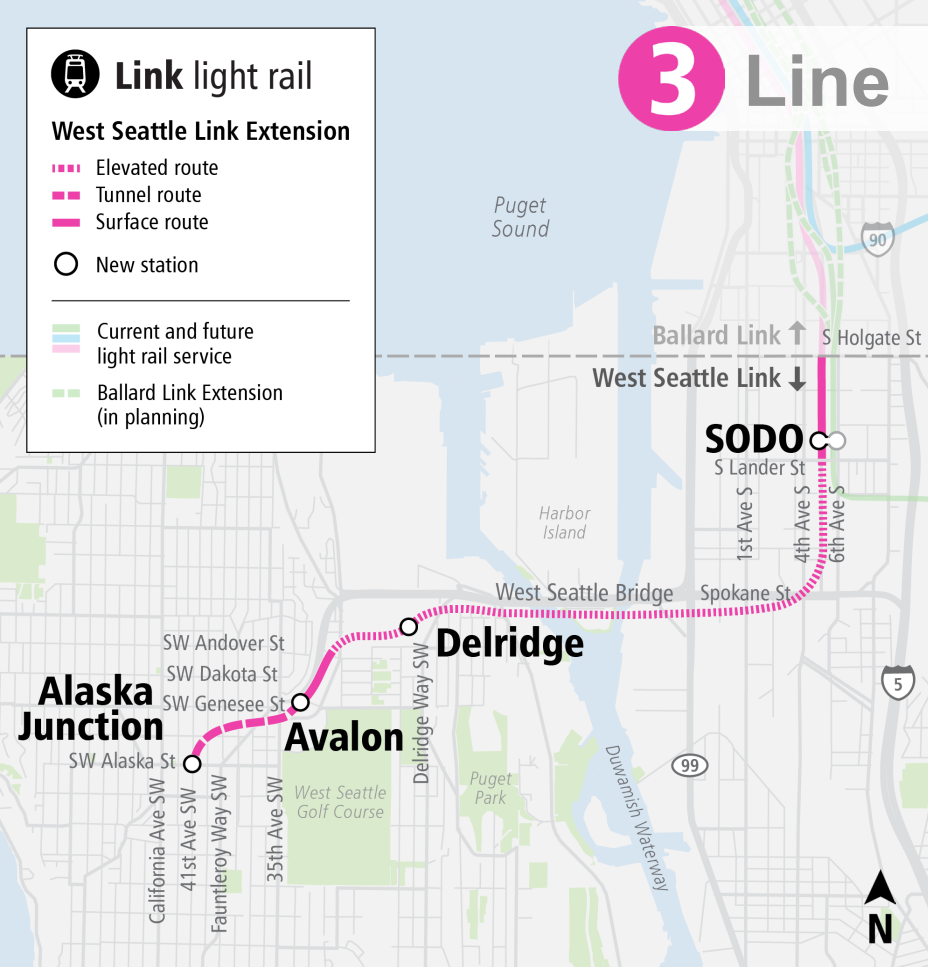 Link light rail
West Seattle Link Extension
Elevated route
Tunnel route
Surface route
New station
Current and future
light rail service
Ballard Link Extension
(in planning)
3 Line
Puget
Sound
90
Ballard Link
S Holgate St
West Seattle Link
SODO
S Lander St
1st Ave S
4th Ave S
6th Ave S
Harbor
Island
West Seattle Bridge
Spokane St
Delridge
SW Andover St
SW Dakota St
SW Genesee St
Alaska
Junction
Avalon
SW Alaska St
Delridge Way SW
5
99
California Ave SW
41st Ave SW
Fauntleroy Way SW
35th Ave SW
West Seattle
Golf Course
Puget
Park
Duwamish Waterway
N